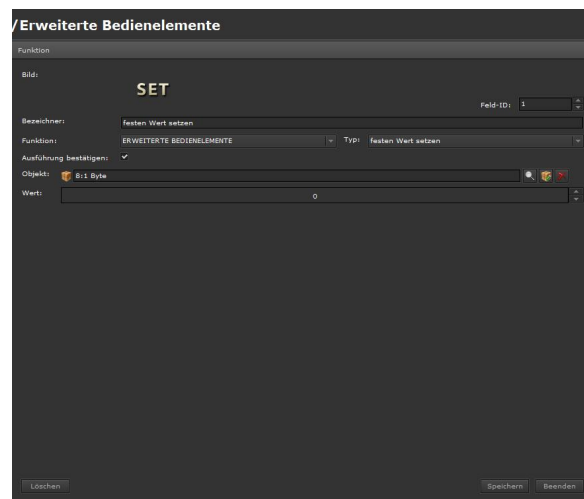 /Erweiterte Bedienelemente
Funktion
Bild:
SET
Feld-ID: 1
Bezeichner: festen Wert setzen
Funktion: ERWEITERTE BEDIENELEMENTE Typ: festen Wert setzen
Ausführung bestätigen:
Objekt: 8:1 Byte
Wert: 0
Löschen Speichern Beenden